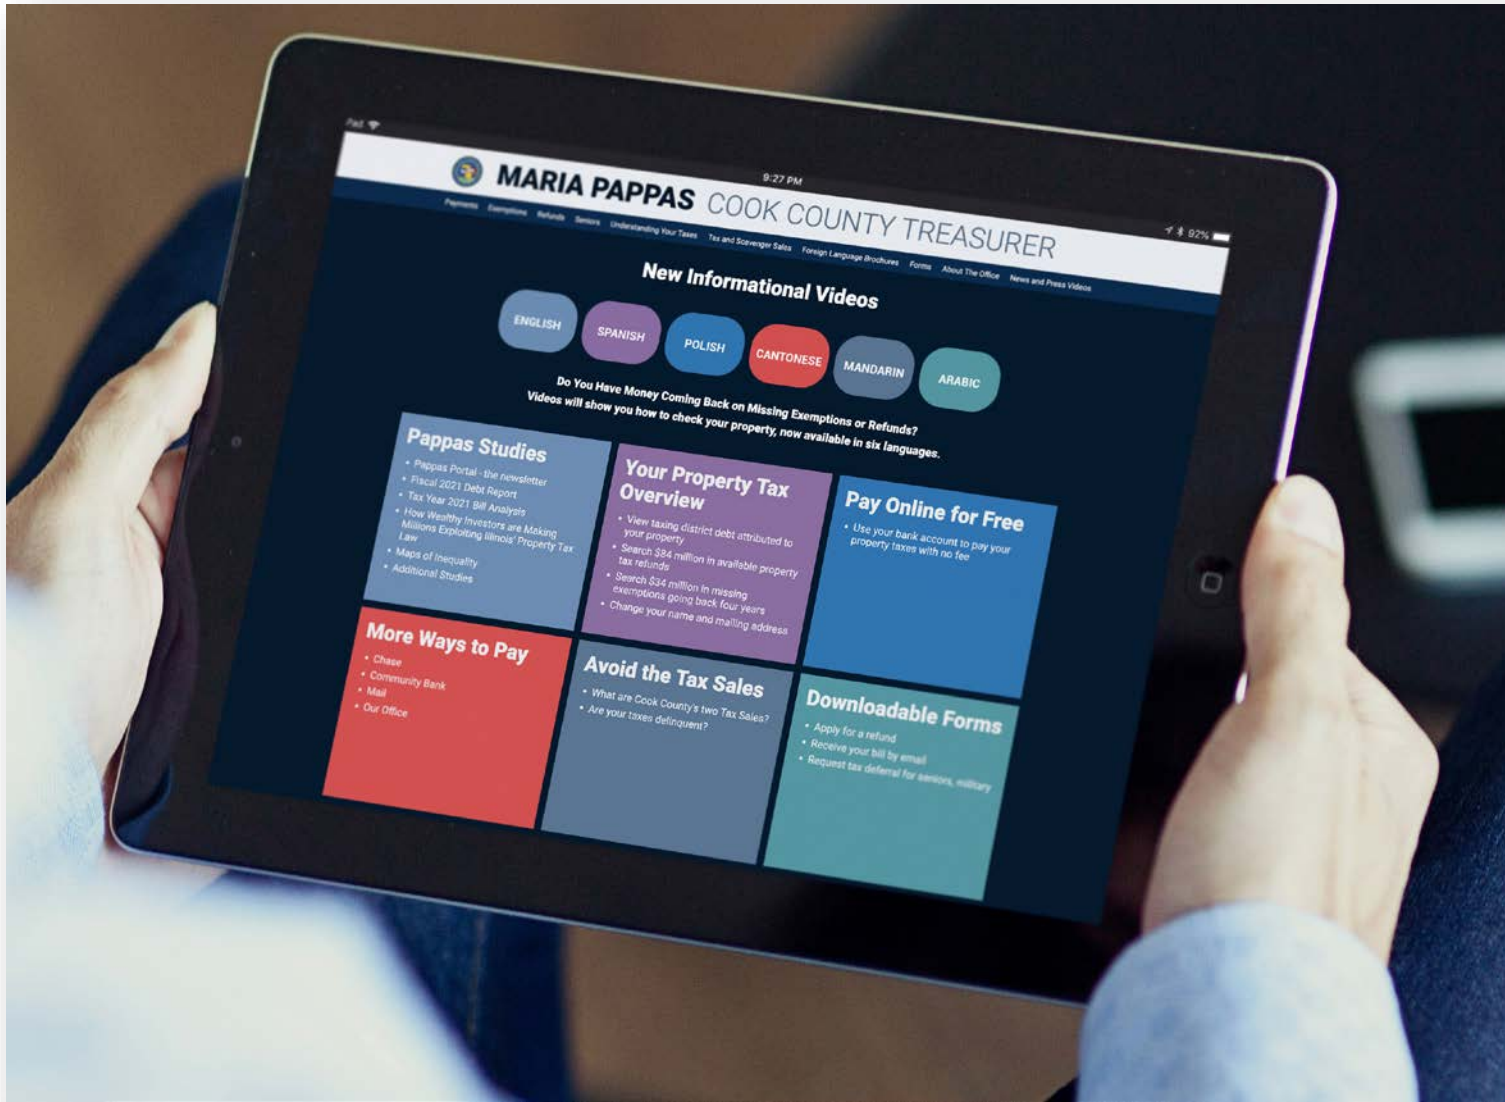 iPad
9:27 PM
92%
MARIA PAPPAS COOK COUNTY TREASURER
Payments Exemptions Refunds Seniors Understanding Your Taxes Tax and Scavenger Sales Foreign Language Brochures Forms About The Office News and Press Videos
New Informational Videos
ENGLISH
SPANISH
POLISH
CANTONESE
MANDARIN
ARABIC
Do You Have Money Coming Back on Missing Exemptions or Refunds?
Videos will show you how to check your property, now available in six languages.
Pappas Studies
• Pappas Portal - the newsletter
• Fiscal 2021 Debt Report
• Tax Year 2021 Bill Analysis
• How Wealthy Investors are Making
Millions Exploiting Illinois' Property Tax
Law
• Maps of Inequality
• Additional Studies
Your Property Tax
Overview
• View taxing district debt attributed to
your property
• Search $84 million in available property
tax refunds
• Search $34 million in missing
exemptions going back four years
• Change your name and mailing address
Pay Online for Free
• Use your bank account to pay your
property taxes with no fee
More Ways to Pay
• Chase
• Community Bank
• Mail
• Our Office
Avoid the Tax Sales
• What are Cook County's two Tax Sales?
• Are your taxes delinquent?
Downloadable Forms
• Apply for a refund
• Receive your bill by email
• Request tax deferral for seniors, military